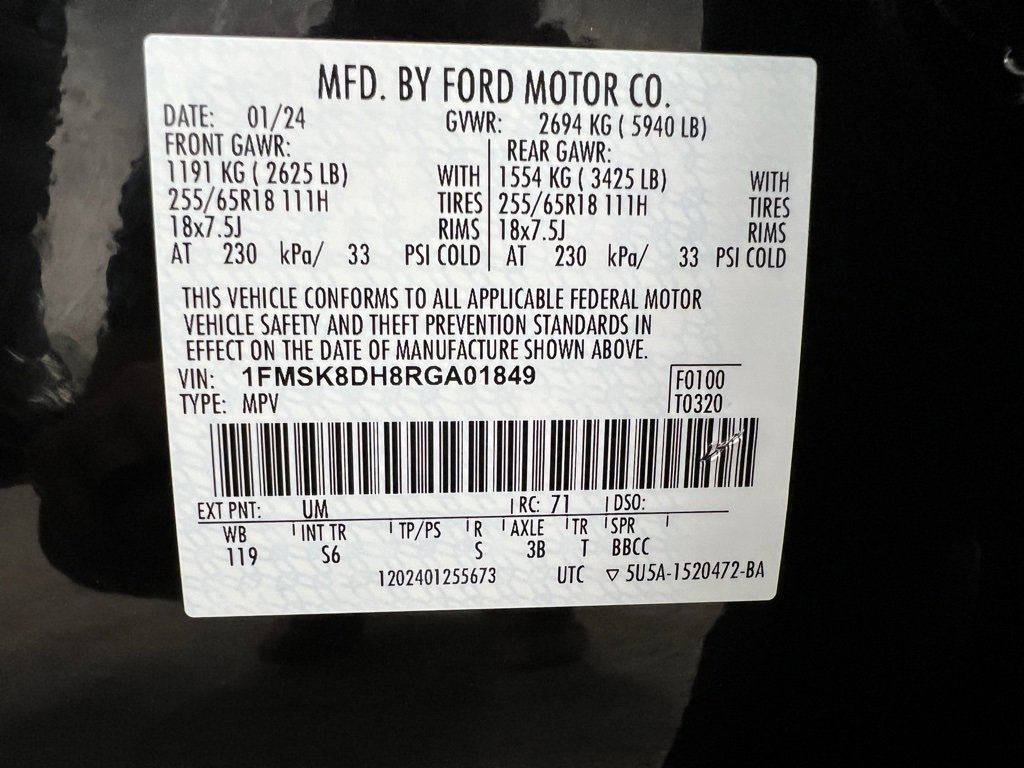 MFD. BY FORD MOTOR CO.
DATE: 01/24 GVWR: 2694 KG ( 5940 LB)
FRONT GAWR: REAR GAWR:
1191 KG ( 2625 LB) WITH 1554 KG ( 3425 LB) WITH
255/65R18 111H TIRES 255/65R18 111H TIRES
18x7.5J RIMS 18x7.5J RIMS
AT 230 kPa/ 33 PSI COLD AT 230 kPa/ 33 PSI COLD
THIS VEHICLE CONFORMS TO ALL APPLICABLE FEDERAL MOTOR
VEHICLE SAFETY AND THEFT PREVENTION STANDARDS IN
EFFECT ON THE DATE OF MANUFACTURE SHOWN ABOVE.
VIN: 1FMSK8DH8RGA01849 F0100
TYPE: MPV T0320
EXT PNT: UM RC: 71 DSO:
WB INT TR TP/PS R AXLE TR SPR
119 S6 S 3B T BBCC
1202401255673 UTC ▽ 5U5A-1520472-BA